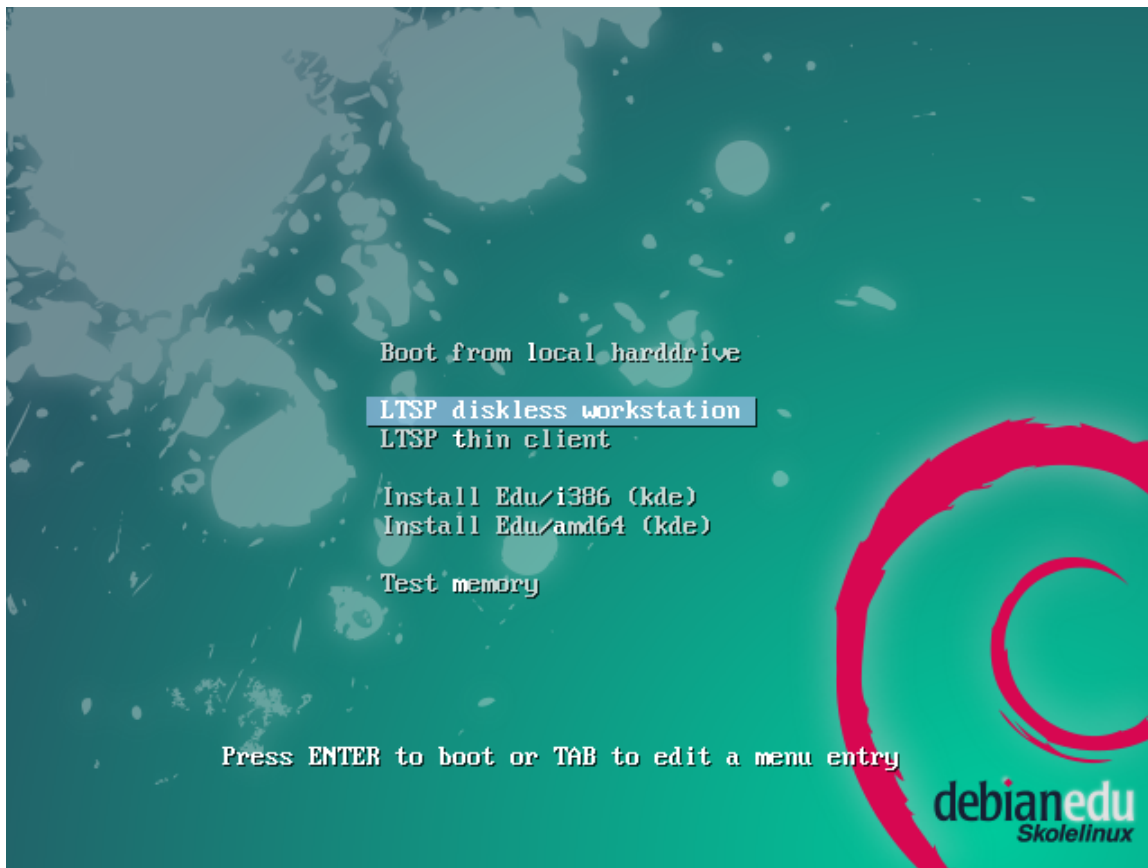 Boot from local harddrive
LTSP diskless workstation
LTSP thin client
Install Edu/i386 (kde)
Install Edu/amd64 (kde)
Test memory
Press ENTER to boot or TAB to edit a menu entry
debianedu
Skolelinux